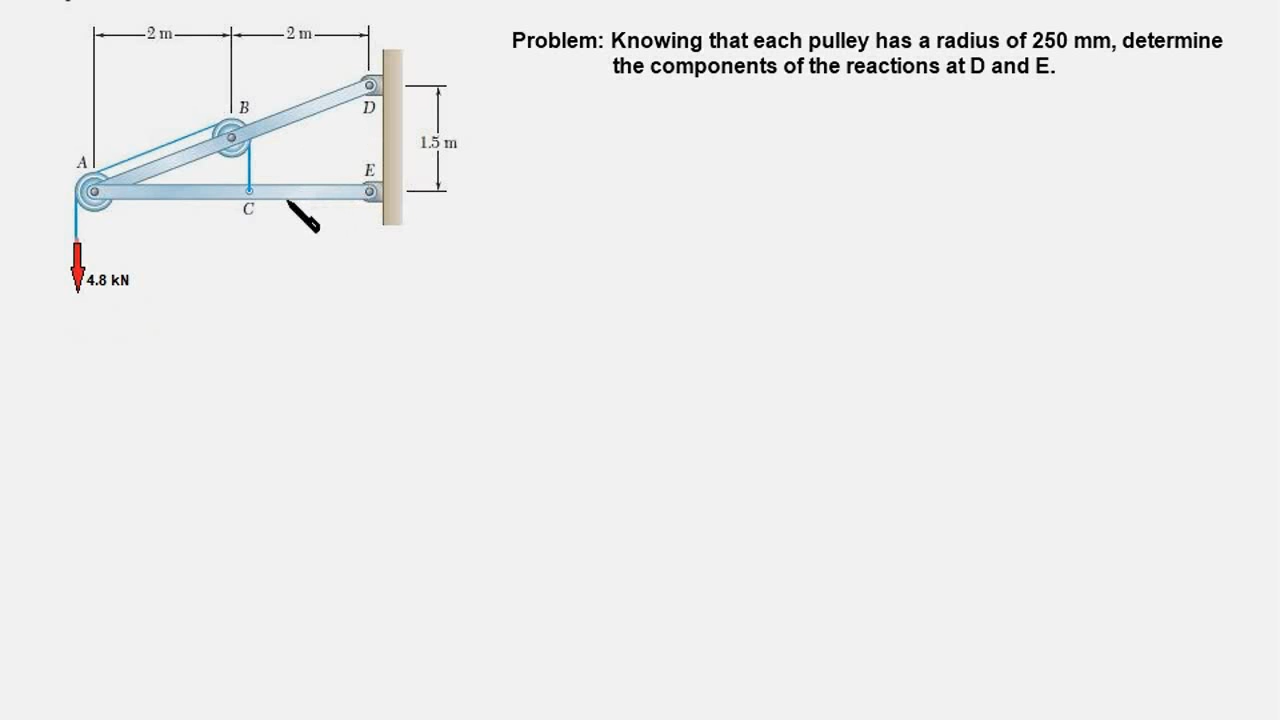 Problem: Knowing that each pulley has a radius of 250 mm, determine
the components of the reactions at D and E.
2 m
2 m
B
D
1.5 m
A
E
C
4.8 kN